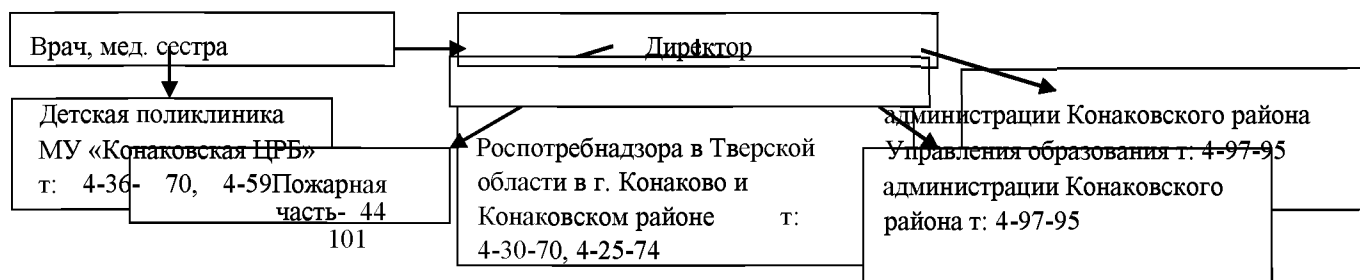 Врач, мед. сестра
Директор
Детская поликлиника
МУ «Конаковская ЦРБ»
т: 4-36- 70, 4-59
Пожарная
часть- 44
101
Роспотребнадзора в Тверской
области в г. Конаково и
Конаковском районе т:
4-30-70, 4-25-74
администрации Конаковского района
Управления образования т: 4-97-95
администрации Конаковского
района т: 4-97-95